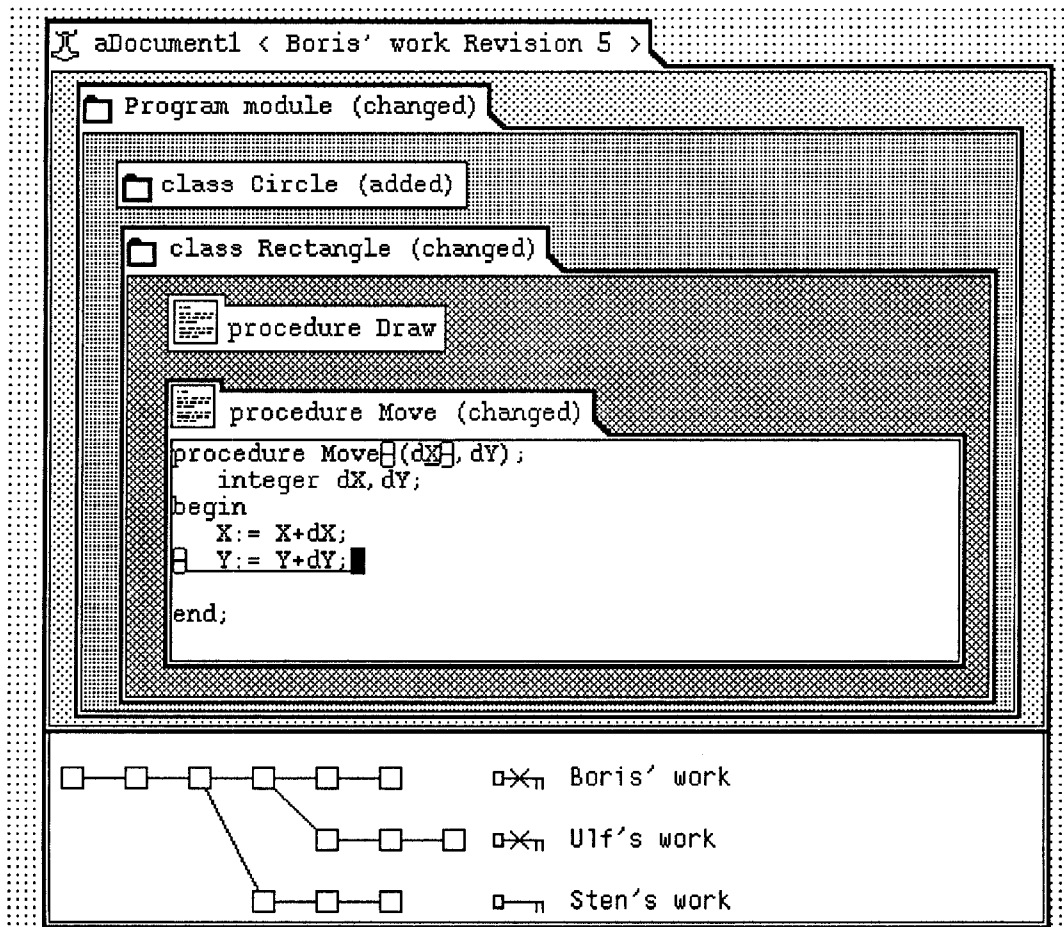 aDocument1 < Boris' work Revision 5 >
Program module (changed)
class Circle (added)
class Rectangle (changed)
procedure Draw
procedure Move (changed)
procedure Move(dX, dY);
integer dX, dY;
begin
X:= X+dX;
Y:= Y+dY;
end;
Boris' work
Ulf's work
Sten's work